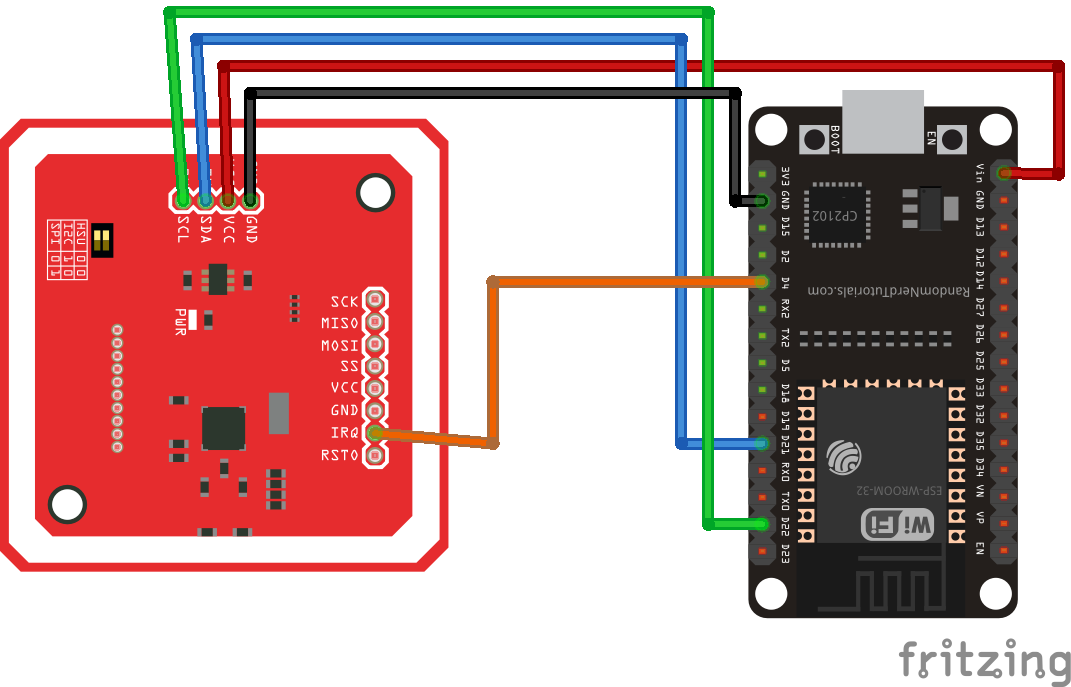 SCL
SDA
VCC
GND
HSU 0 0
I2C 1 0
SPI 0 1
PWR
SCK
MISO
MOSI
SS
VCC
GND
IRQ
RSTO
BOOT
EN
3V3
GND
D15
D2
D4
RX2
TX2
D5
D18
D19
D21
RX0
TX0
D22
D23
CP2102
RandomNerdTutorials.com
ESP-WROOM-32
WiFi
Vin
GND
D13
D12
D14
D27
D26
D25
D33
D32
D35
D34
VN
VP
EN
fritzing